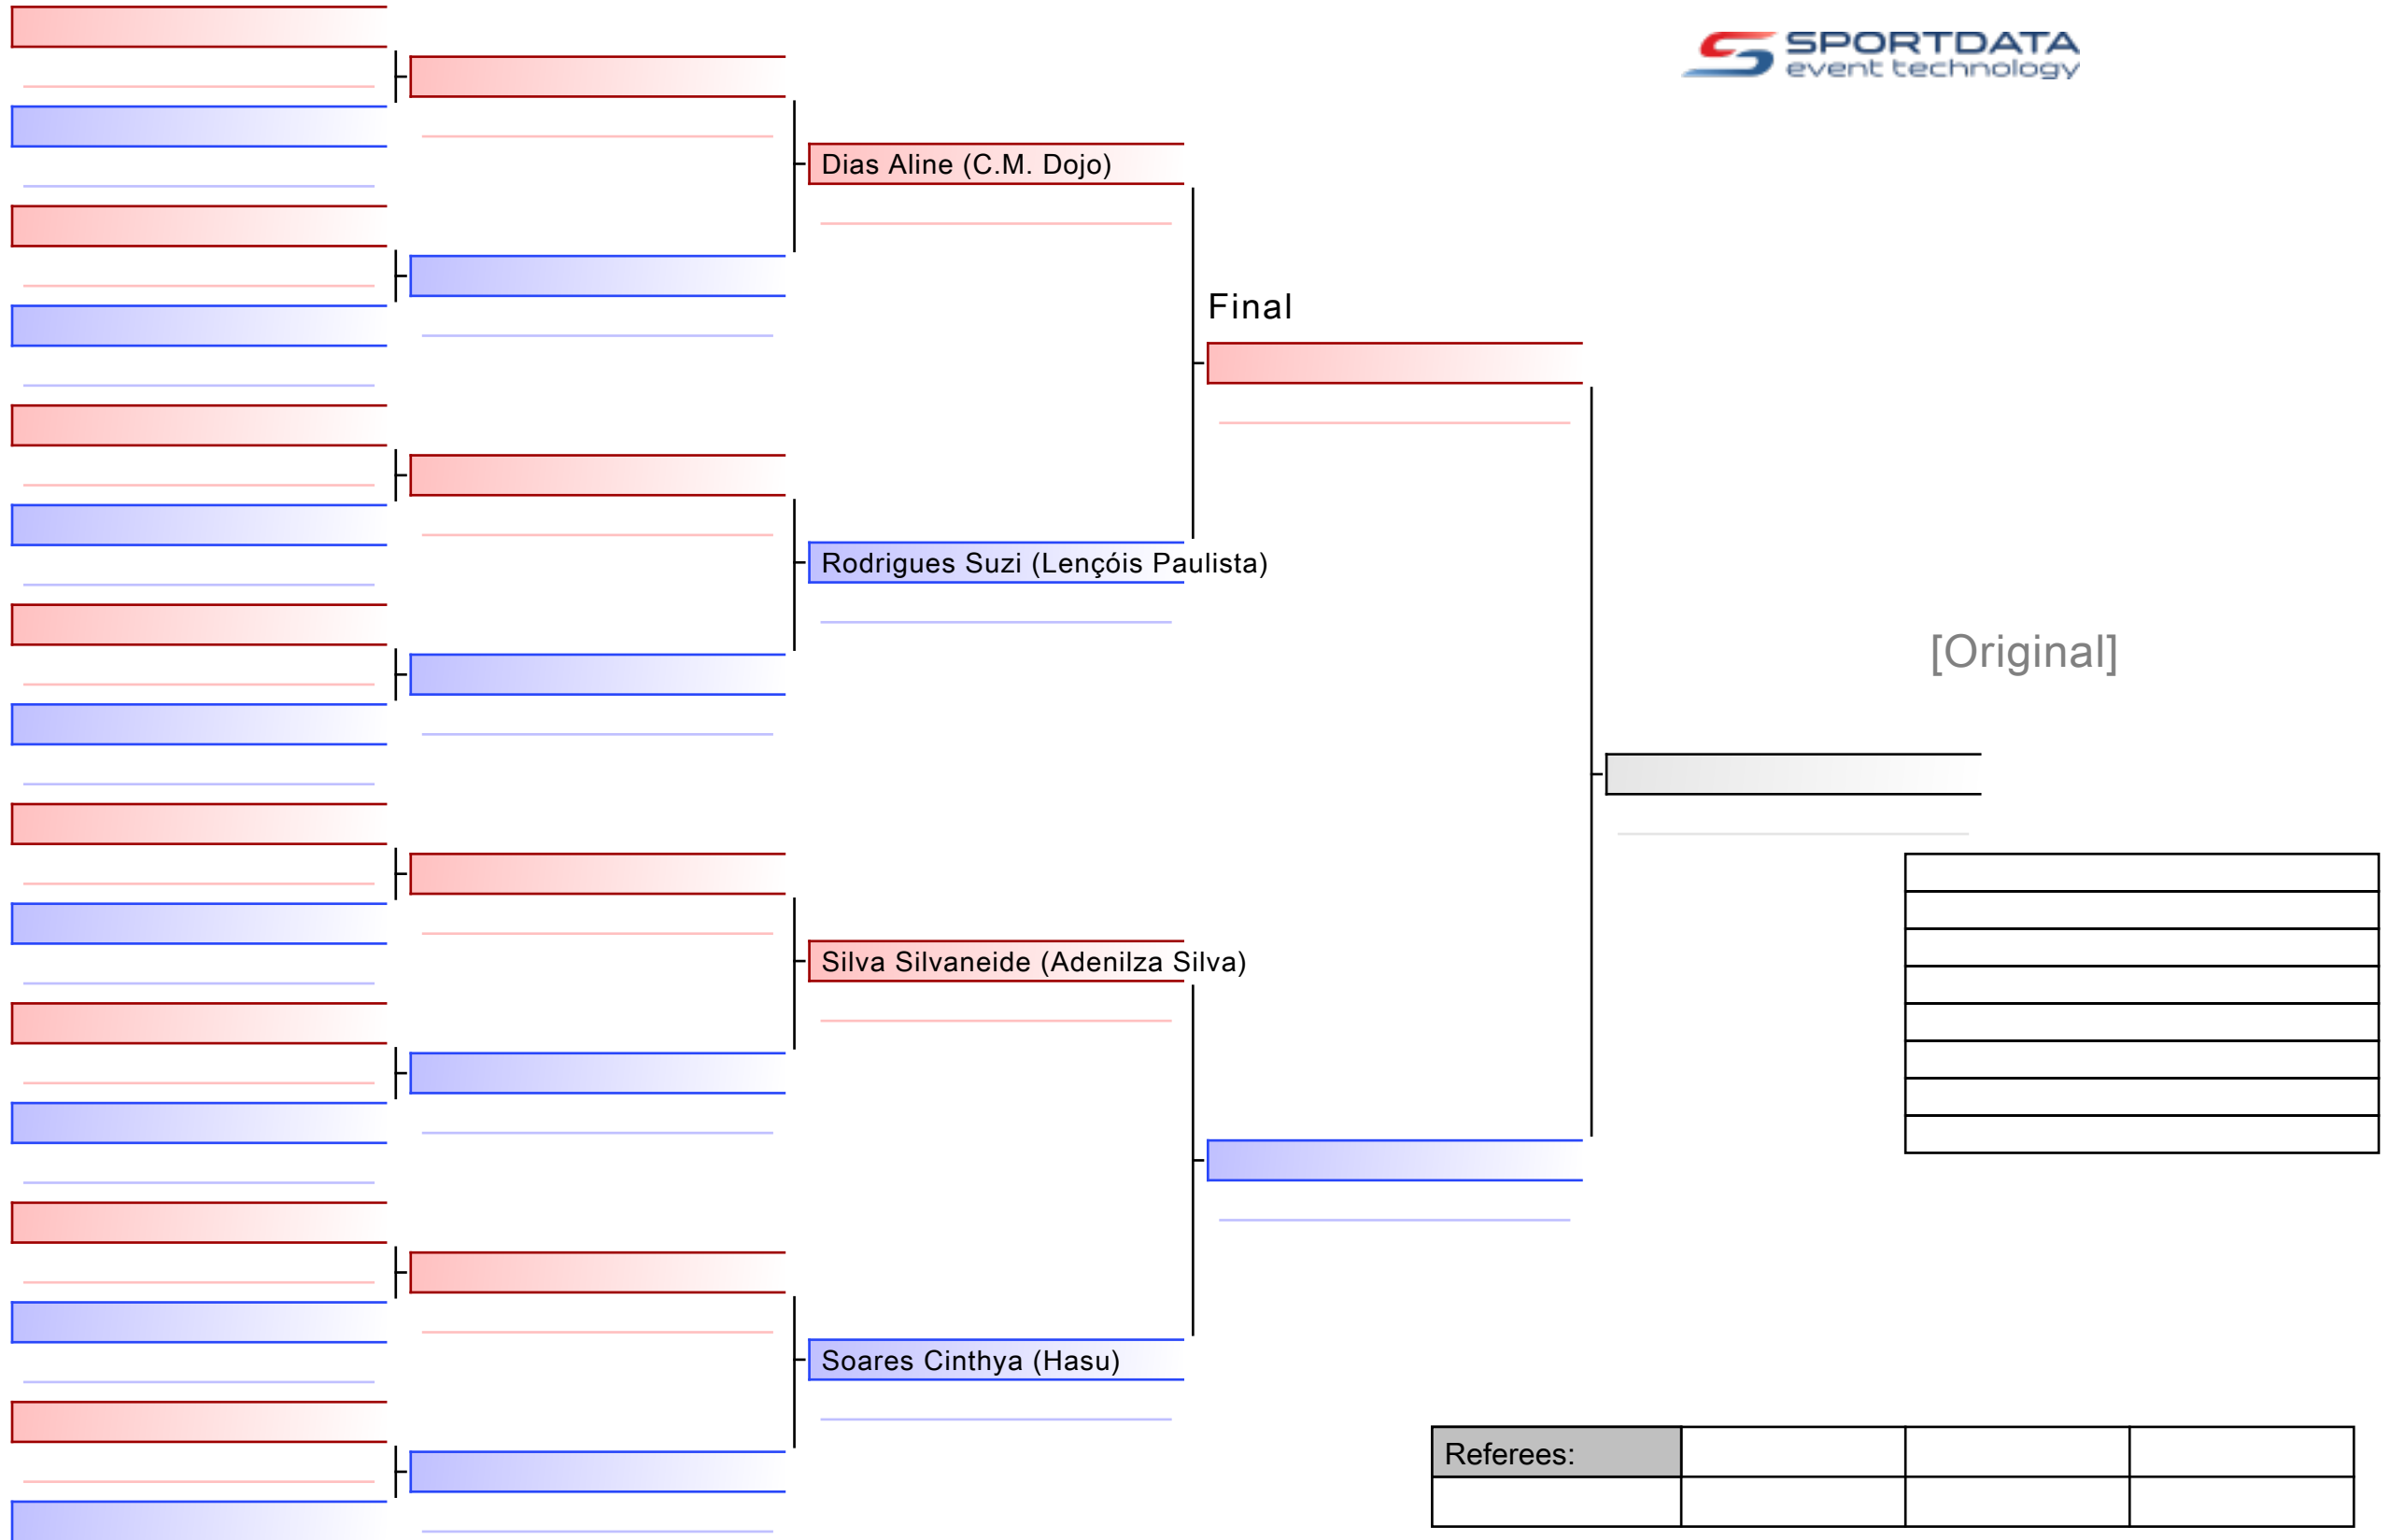 SPORTDATA
event technology
Dias Aline (C.M. Dojo)
Final
Rodrigues Suzi (Lençóis Paulista)
[Original]
Silva Silvaneide (Adenilza Silva)
Soares Cinthya (Hasu)
Referees: